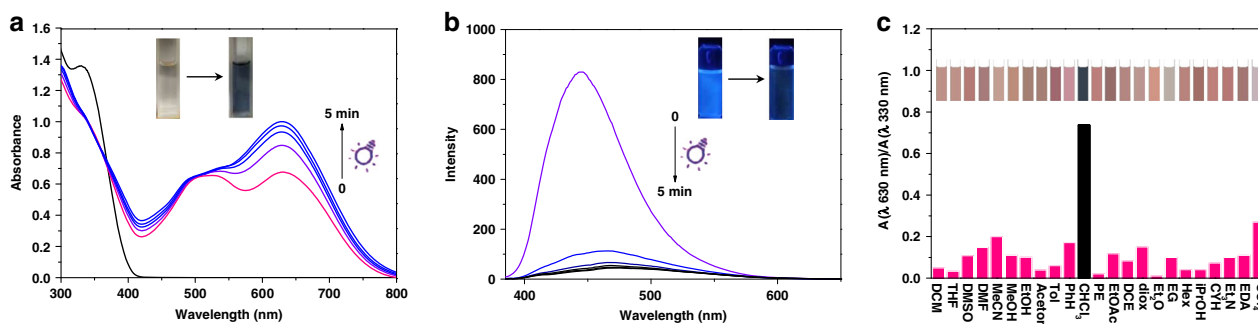 a
1.6
1.4
1.2
1.0
0.8
0.6
0.4
0.2
0.0
Absorbance
5 min
0
300 400 500 600 700 800
Wavelength (nm)
b
1000
800
600
400
200
0
Intensity
0
5 min
400 500 600
Wavelength (nm)
c
1.2
1.0
0.8
0.6
0.4
0.2
0.0
A(λ 630 nm)/A(λ 330 nm)
DCM
THF
DMSO
DMF
MeCN
MeOH
EtOH
Acetor
Tol
PhH
CHCl₃
PE
EtOAc
DCE
diox
Et₂O
EG
Hex
iPrOH
CYH
Et₃N
EDA